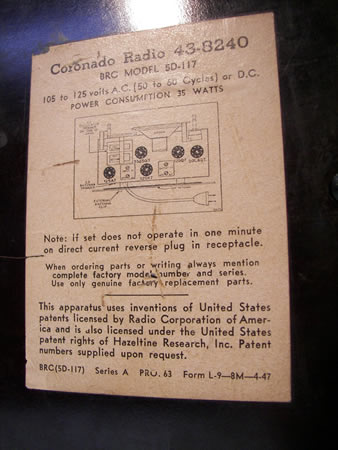 Coronado Radio 43-8240
BRC MODEL 5D-117
105 to 125 volts A.C. (50 to 60 Cycles) or D.C.
POWER CONSUMPTION 35 WATTS
Note: if set does not operate in one minute
on direct current reverse plug in receptacle.
When ordering parts or writing always mention
complete factory model number and series.
Use only genuine factory replacement parts.
This apparatus uses inventions of United States
patents licensed by Radio Corporation of Amer-
ica and is also licensed under the United States
patent rights of Hazeltine Research, Inc. Patent
numbers supplied upon request.
BRC(5D-117) Series A PRO. 63 Form L-9—8M—4-47